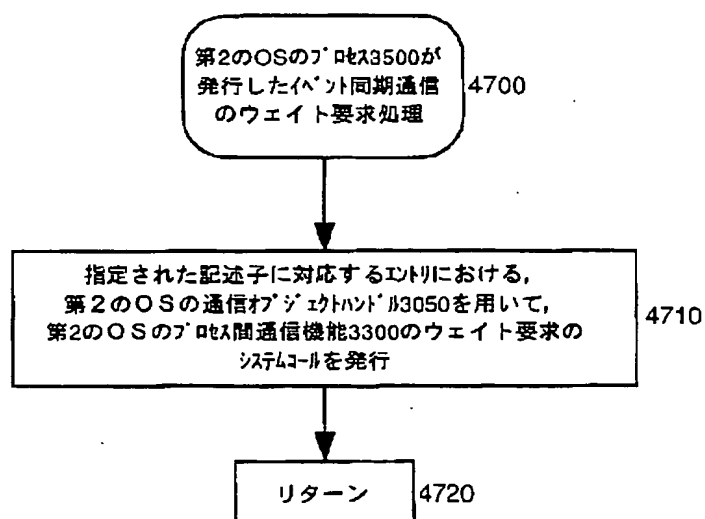 第2のOSのﾌﾟﾛｾｽ3500が
発行したｲﾍﾞﾝﾄ同期通信
のウェイト要求処理
4700
指定された記述子に対応するｴﾝﾄﾘにおける,
第２のＯＳの通信ｵﾌﾞｼﾞｪｸﾄﾊﾝﾄﾞﾙ3050を用いて,
第2のＯＳのﾌﾟﾛｾｽ間通信機能3300のウェイト要求の
ｼｽﾃﾑｺｰﾙを発行
4710
リターン
4720